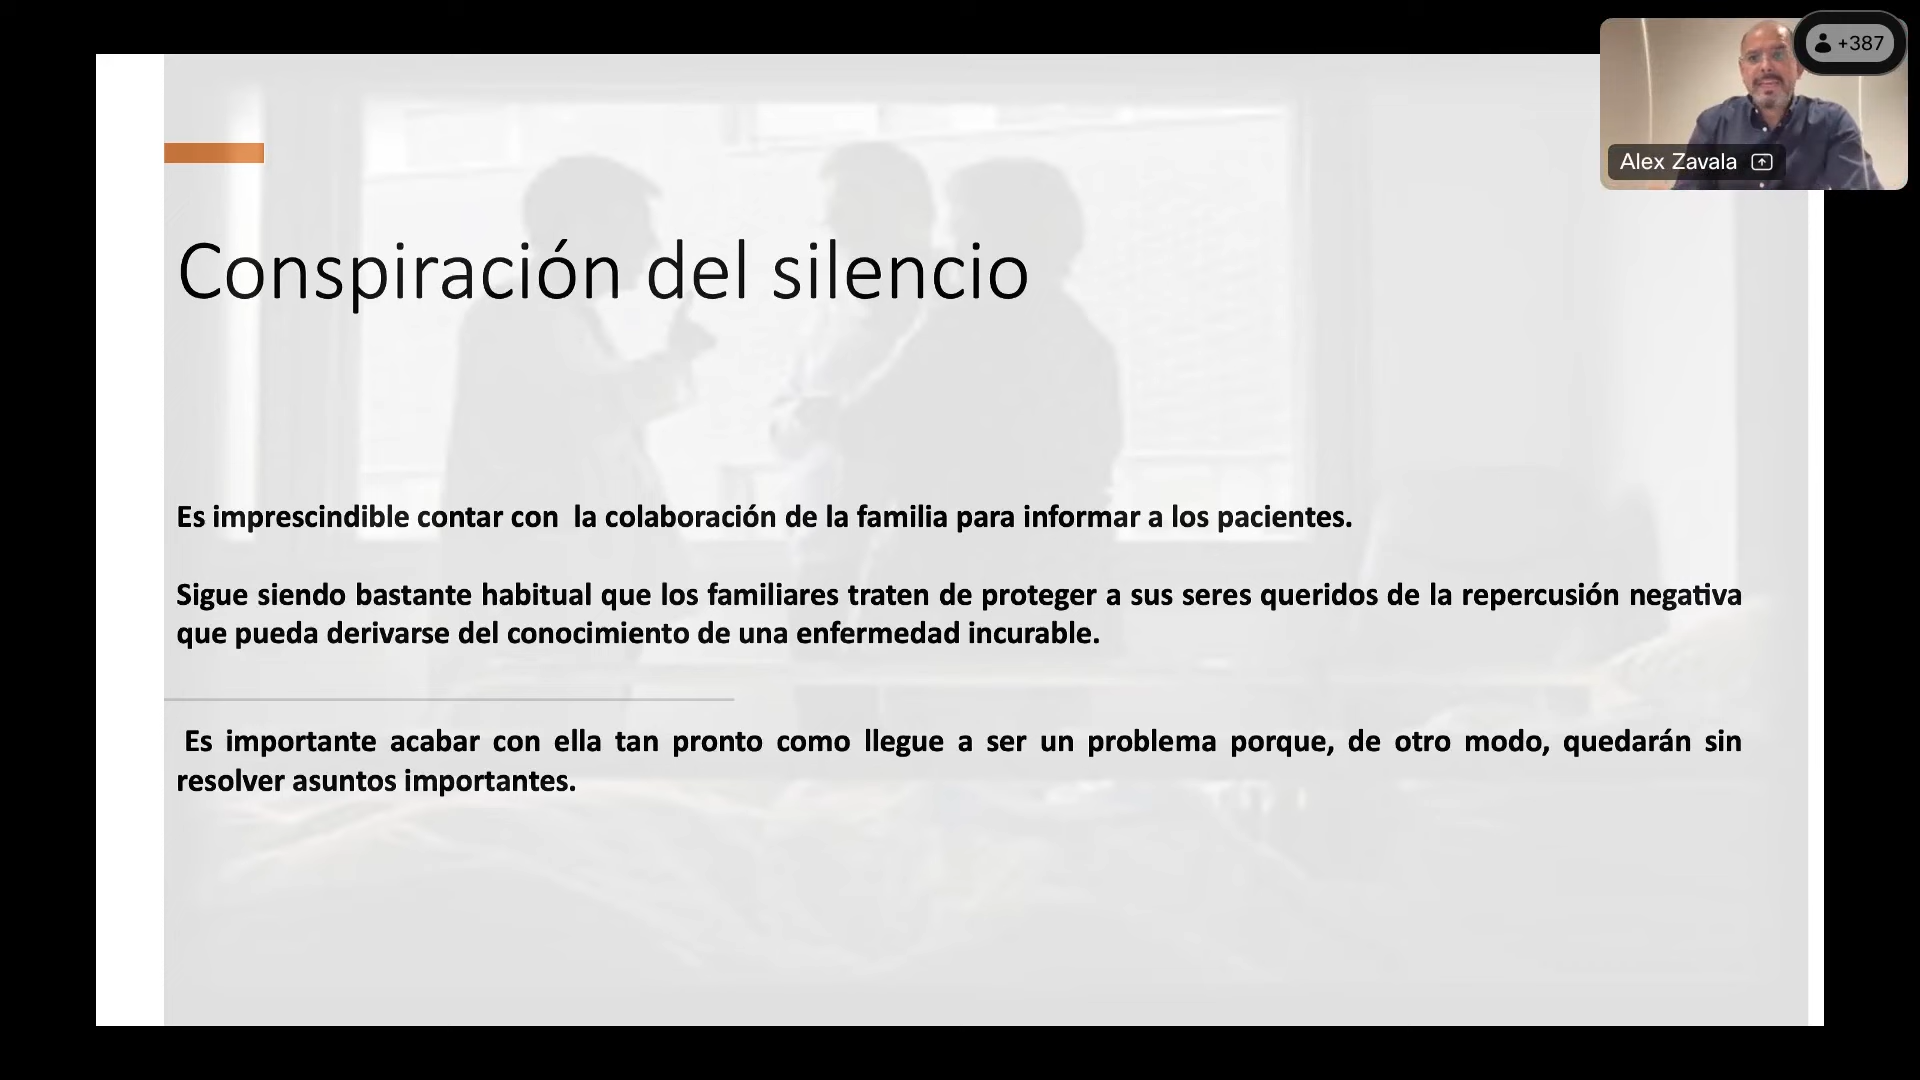 +387
Alex Zavala
Conspiración del silencio
Es imprescindible contar con  la colaboración de la familia para informar a los pacientes.
Sigue siendo bastante habitual que los familiares traten de proteger a sus seres queridos de la repercusión negativa
que pueda derivarse del conocimiento de una enfermedad incurable.
Es importante acabar con ella tan pronto como llegue a ser un problema porque, de otro modo, quedarán sin
resolver asuntos importantes.